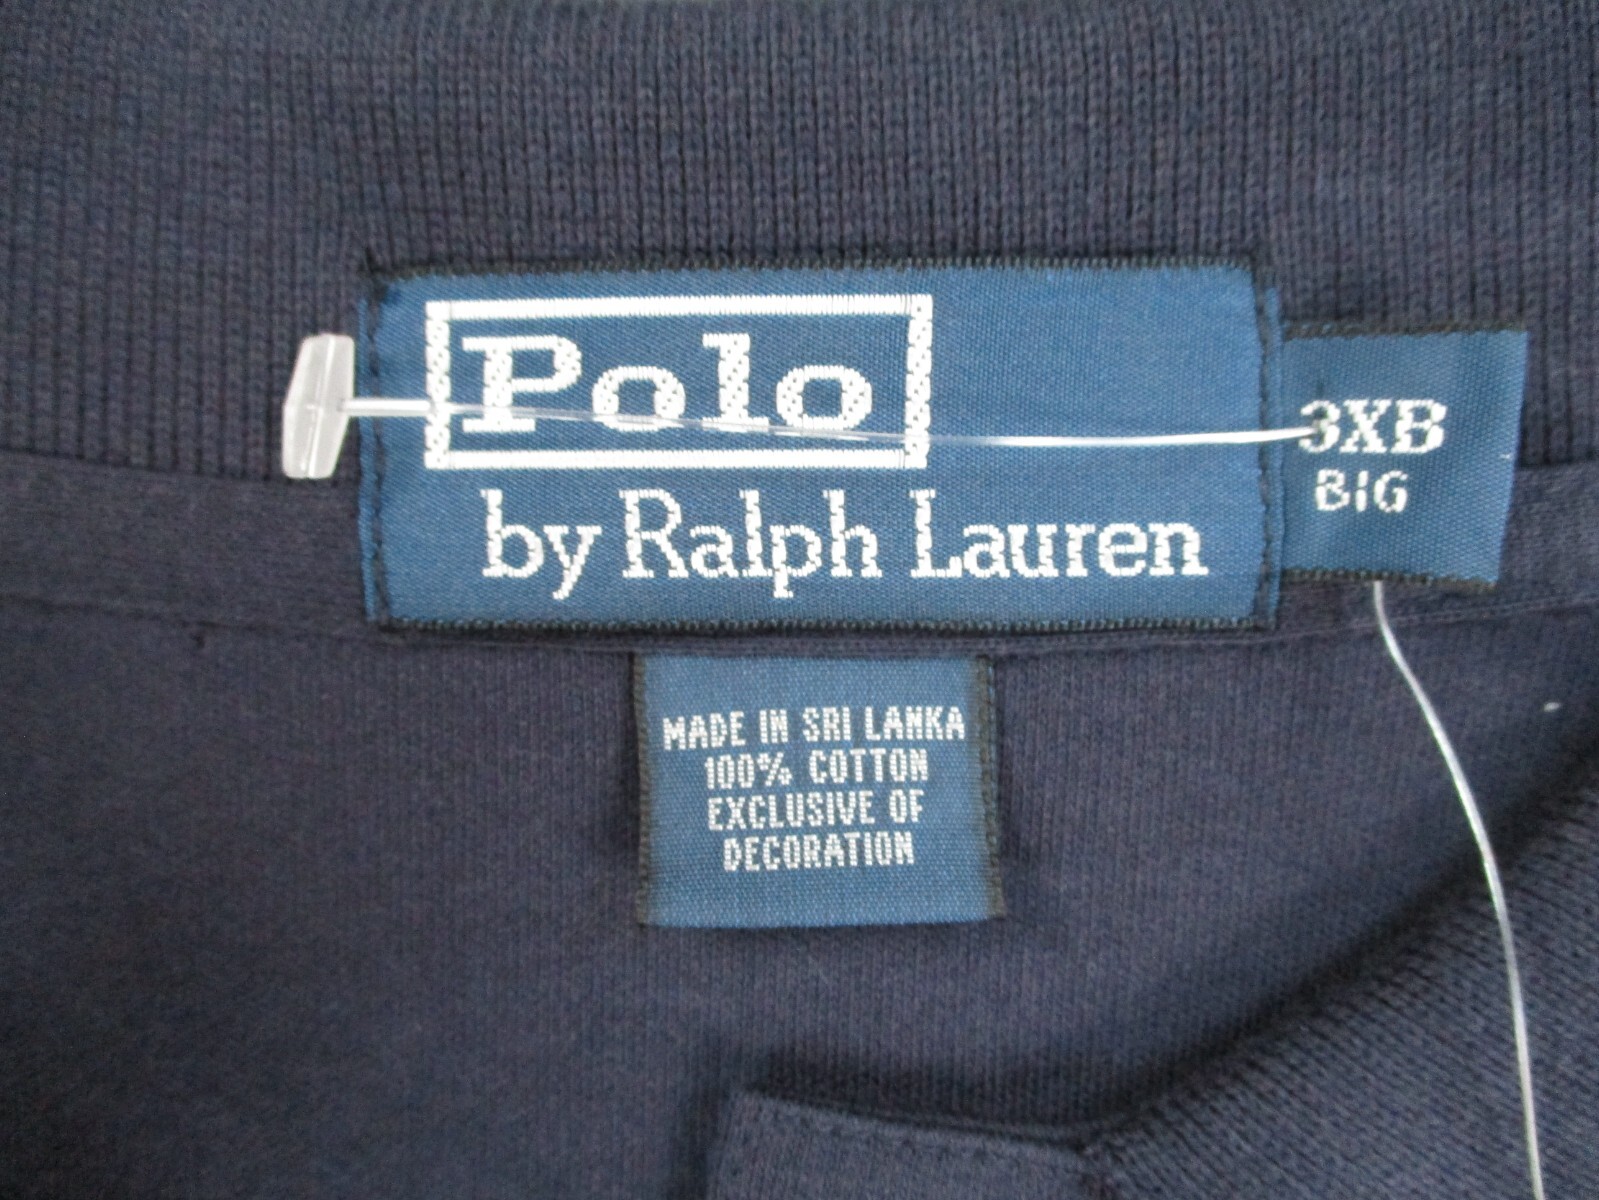 Polo
by Ralph Lauren
3XB
BIG
MADE IN SRI LANKA
100% COTTON
EXCLUSIVE OF
DECORATION